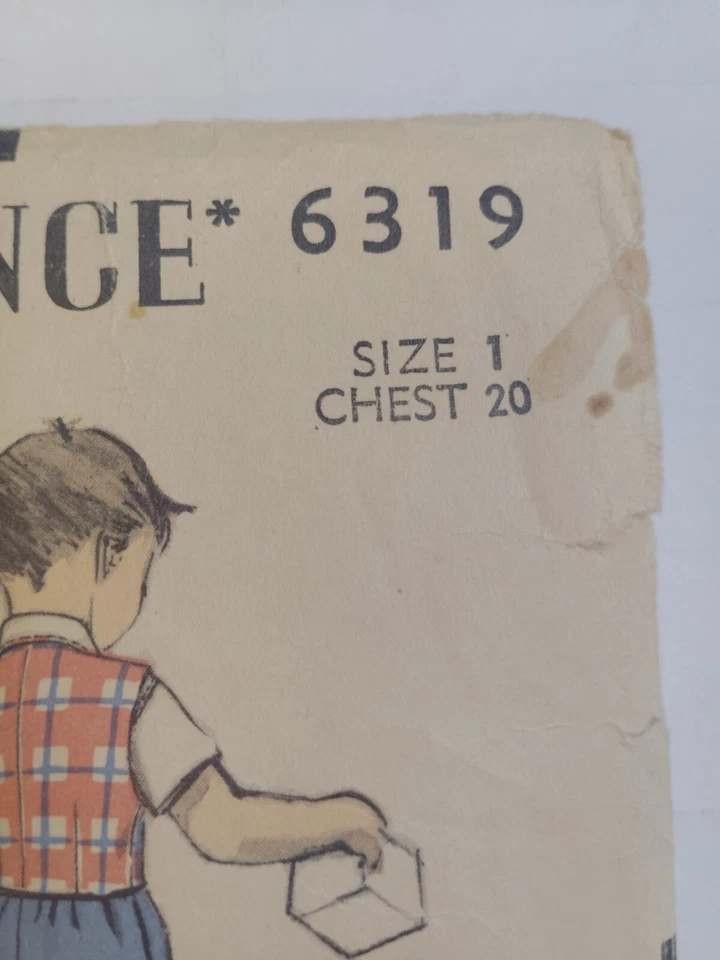 NCE* 6319
SIZE 1
CHEST 20